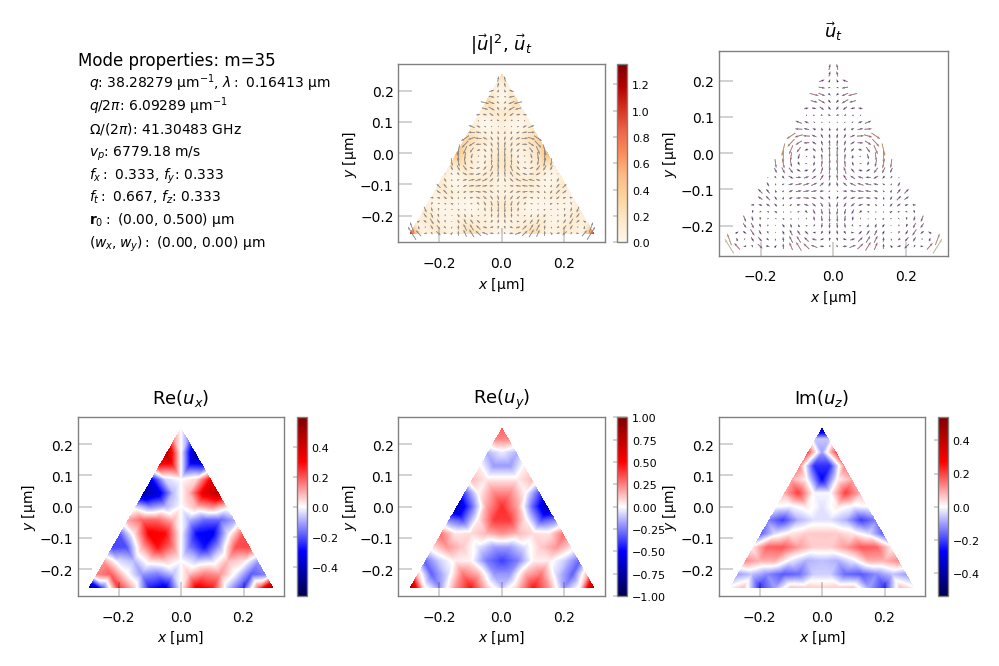 Mode properties: m=35
q: 38.28279 μm⁻¹, λ: 0.16413 μm
q/2π: 6.09289 μm⁻¹
Ω/(2π): 41.30483 GHz
v_p: 6779.18 m/s
f_x: 0.333, f_y: 0.333
f_t: 0.667, f_z: 0.333
r₀: (0.00, 0.500) μm
(w_x, w_y): (0.00, 0.00) μm
|u⃗|², u⃗_t
0.2
0.1
0.0
−0.1
−0.2
y [μm]
−0.2 0.0 0.2
x [μm]
1.2
1.0
0.8
0.6
0.4
0.2
0.0
u⃗_t
0.2
0.1
0.0
−0.1
−0.2
y [μm]
−0.2 0.0 0.2
x [μm]
Re(u_x)
0.2
0.1
0.0
−0.1
−0.2
y [μm]
−0.2 0.0 0.2
x [μm]
0.4
0.2
0.0
−0.2
−0.4
Re(u_y)
0.2
0.1
0.0
−0.1
−0.2
y [μm]
−0.2 0.0 0.2
x [μm]
1.00
0.75
0.50
0.25
0.00
−0.25
−0.50
−0.75
−1.00
Im(u_z)
0.2
0.1
0.0
−0.1
−0.2
y [μm]
−0.2 0.0 0.2
x [μm]
0.4
0.2
0.0
−0.2
−0.4